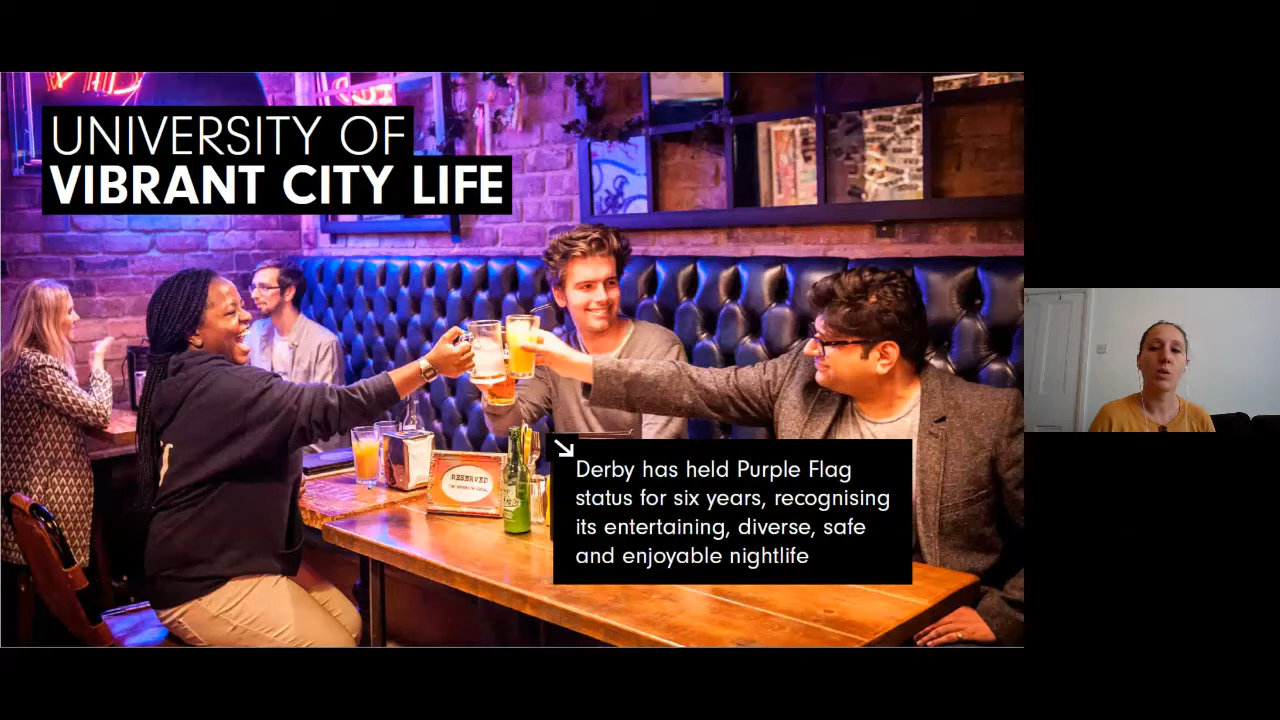 UNIVERSITY OF
VIBRANT CITY LIFE
RESERVED
Derby has held Purple Flag
status for six years, recognising
its entertaining, diverse, safe
and enjoyable nightlife